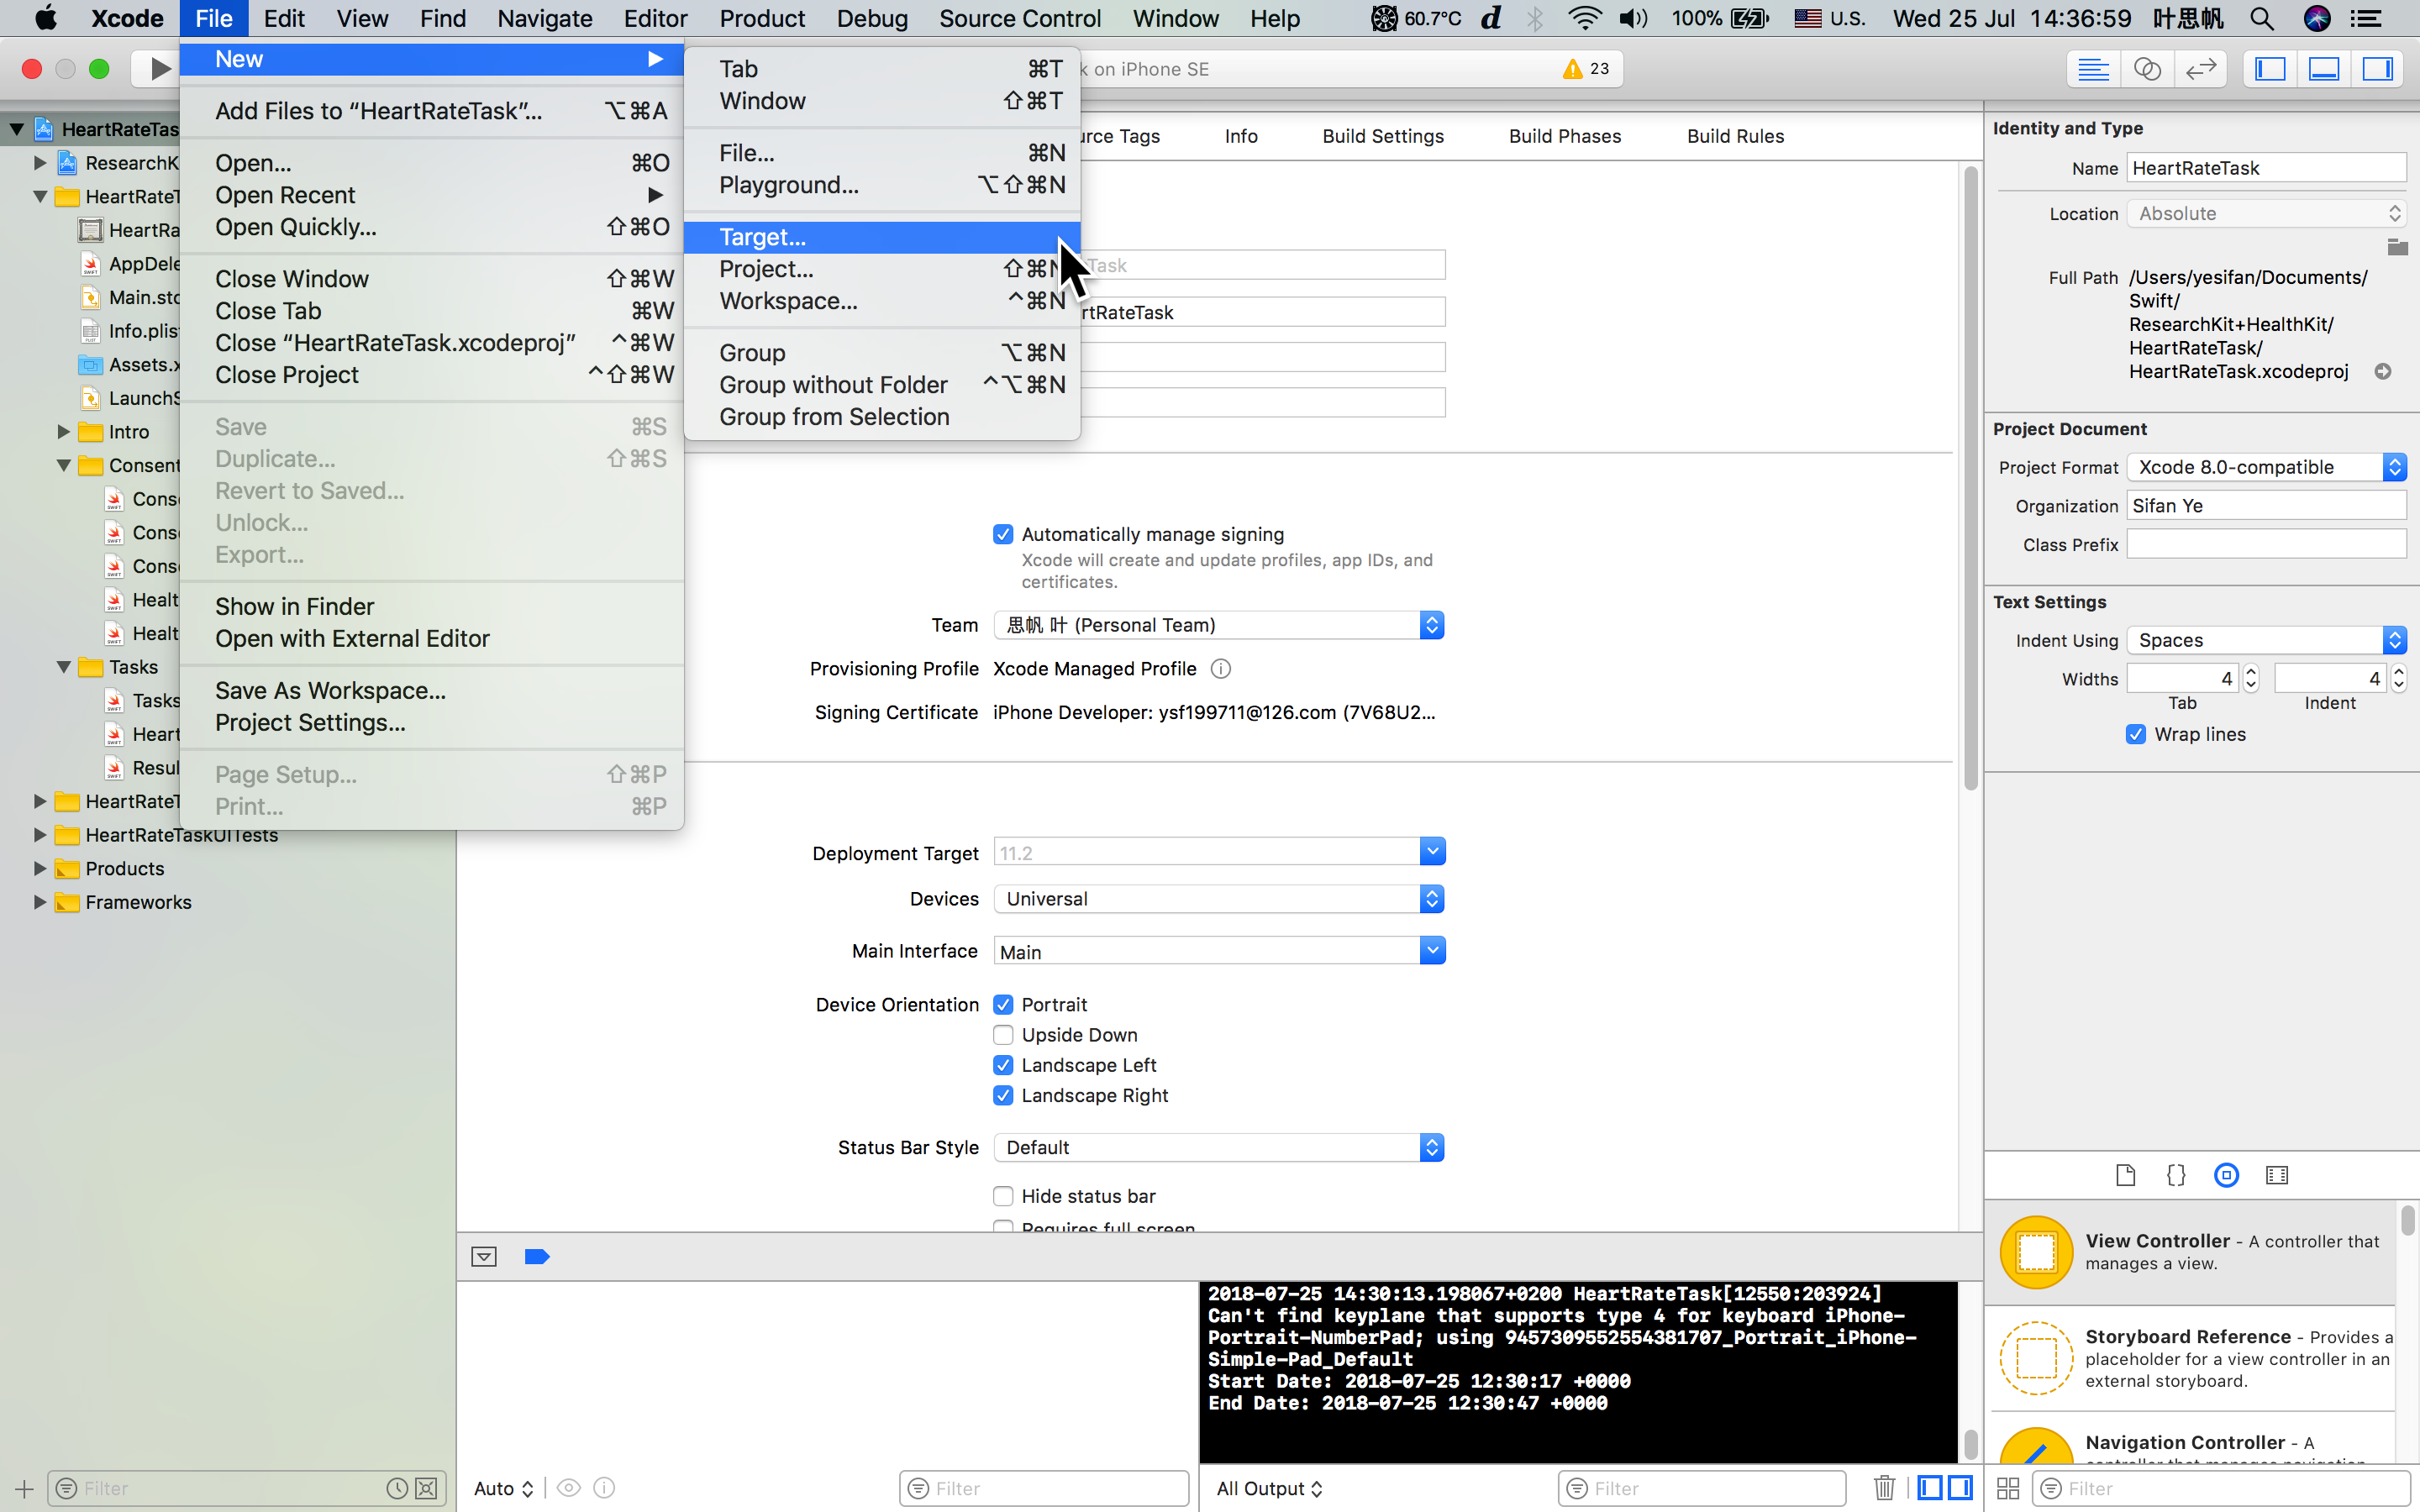 Xcode File Edit View Find Navigate Editor Product Debug Source Control Window Help 60.7°C d 100% U.S. Wed 25 Jul 14:36:59 叶思帆
New
Add Files to “HeartRateTask”... ⌥⌘A
Open... ⌘O
Open Recent
Open Quickly... ⇧⌘O
Close Window ⇧⌘W
Close Tab ⌘W
Close “HeartRateTask.xcodeproj” ^⌘W
Close Project ^⇧⌘W
Save ⌘S
Duplicate... ⇧⌘S
Revert to Saved...
Unlock...
Export...
Show in Finder
Open with External Editor
Save As Workspace...
Project Settings...
Page Setup... ⇧⌘P
Print... ⌘P
Tab ⌘T
Window ⇧⌘T
File... ⌘N
Playground... ⌥⇧⌘N
Target...
Project... ⇧⌘N
Workspace... ^⌘N
Group ⌥⌘N
Group without Folder ^⌥⌘N
Group from Selection
k on iPhone SE 23
HeartRateTas
ResearchK
HeartRateT
HeartRa
AppDele
Main.sto
Info.plis
Assets.x
LaunchS
Intro
Consent
Conse
Conse
Conse
Healt
Healt
Tasks
Tasks
Heart
Resul
HeartRateT
HeartRateTaskUITests
Products
Frameworks
Filter
urce Tags Info Build Settings Build Phases Build Rules
Task
rtRateTask
Automatically manage signing
Xcode will create and update profiles, app IDs, and
certificates.
Team 思帆 叶 (Personal Team)
Provisioning Profile Xcode Managed Profile
Signing Certificate iPhone Developer: ysf199711@126.com (7V68U2...
Deployment Target 11.2
Devices Universal
Main Interface Main
Device Orientation Portrait
Upside Down
Landscape Left
Landscape Right
Status Bar Style Default
Hide status bar
Requires full screen
2018-07-25 14:30:13.198067+0200 HeartRateTask[12550:203924]
Can't find keyplane that supports type 4 for keyboard iPhone-
Portrait-NumberPad; using 9457309552554381707_Portrait_iPhone-
Simple-Pad_Default
Start Date: 2018-07-25 12:30:17 +0000
End Date: 2018-07-25 12:30:47 +0000
Auto Filter All Output Filter
Identity and Type
Name HeartRateTask
Location Absolute
Full Path /Users/yesifan/Documents/
Swift/
ResearchKit+HealthKit/
HeartRateTask/
HeartRateTask.xcodeproj
Project Document
Project Format Xcode 8.0-compatible
Organization Sifan Ye
Class Prefix
Text Settings
Indent Using Spaces
Widths 4 4
Tab Indent
Wrap lines
{}
View Controller - A controller that
manages a view.
Storyboard Reference - Provides a
placeholder for a view controller in an
external storyboard.
Navigation Controller - A
controller that manages navigation
Filter